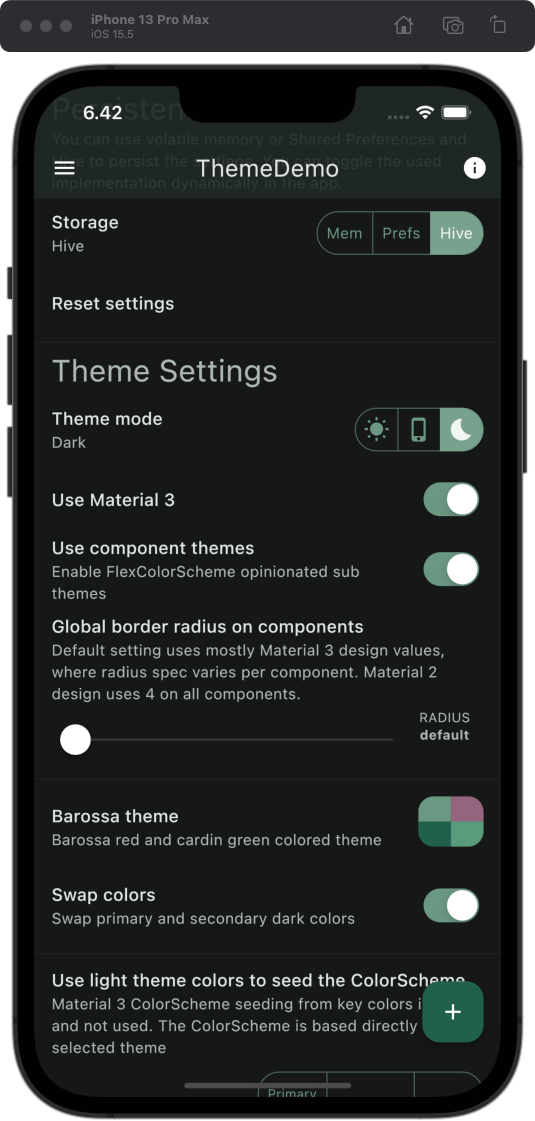 iPhone 13 Pro Max
iOS 15.5
6.42
Persisten
You can use volatile memory or Shared Preferences and
to persist the
toggle the used
implementation dynamically in the app.
ThemeDemo
Storage
Hive
Mem Prefs Hive
Reset settings
Theme Settings
Theme mode
Dark
Use Material 3
Use component themes
Enable FlexColorScheme opinionated sub
themes
Global border radius on components
Default setting uses mostly Material 3 design values,
where radius spec varies per component. Material 2
design uses 4 on all components.
RADIUS
default
Barossa theme
Barossa red and cardin green colored theme
Swap colors
Swap primary and secondary dark colors
Use light theme colors to seed the ColorScheme
Material 3 ColorScheme seeding from key colors i
and not used. The ColorScheme is based directly
selected theme
Primary